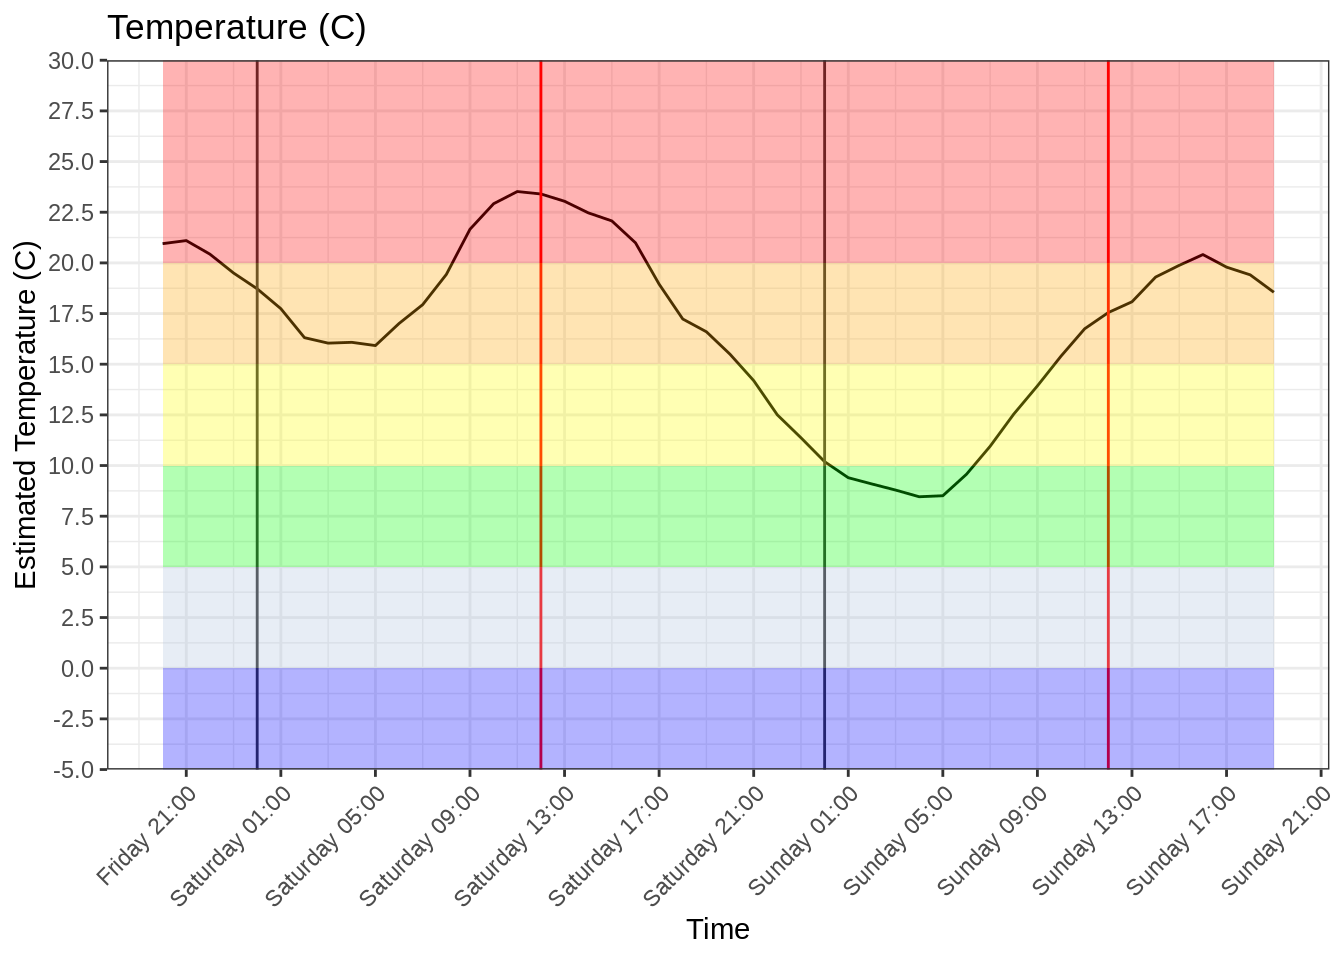 Temperature (C)
Estimated Temperature (C)
30.0
27.5
25.0
22.5
20.0
17.5
15.0
12.5
10.0
7.5
5.0
2.5
0.0
-2.5
-5.0
Friday 21:00
Saturday 01:00
Saturday 05:00
Saturday 09:00
Saturday 13:00
Saturday 17:00
Saturday 21:00
Sunday 01:00
Sunday 05:00
Sunday 09:00
Sunday 13:00
Sunday 17:00
Sunday 21:00
Time